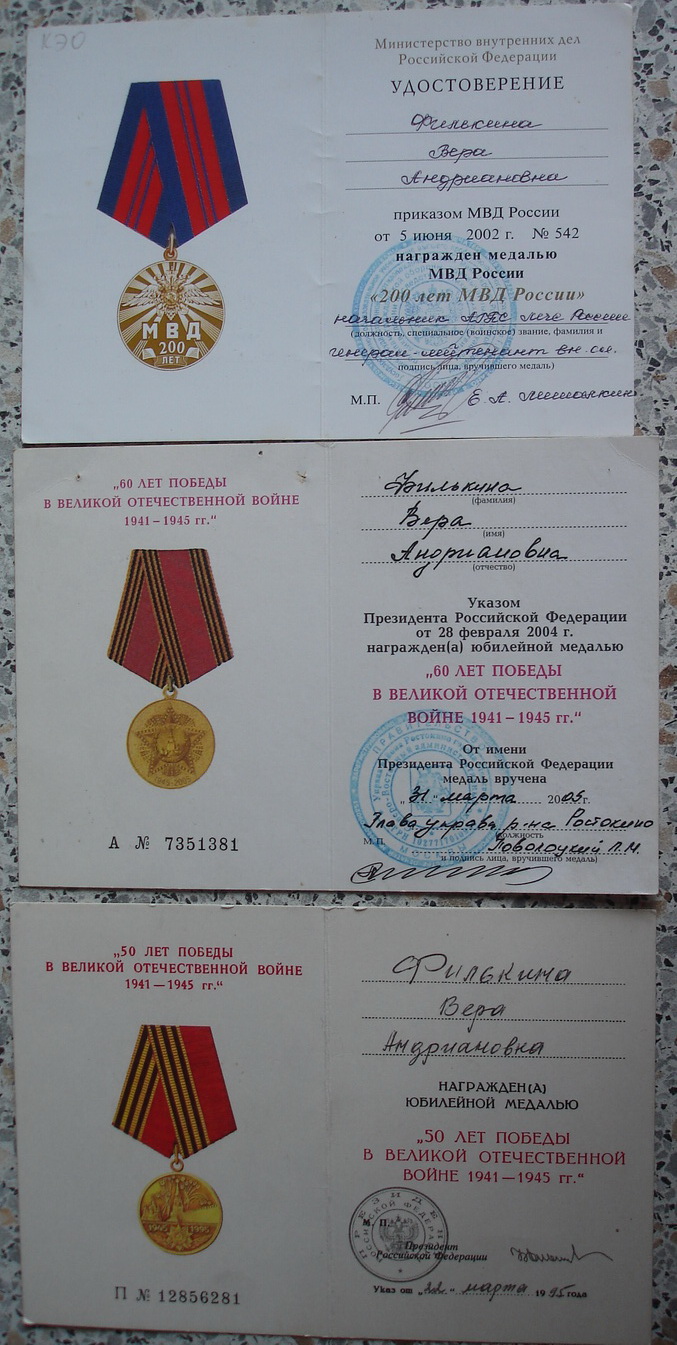 КЭО
МВД
200
ЛЕТ
Министерство внутренних дел
Российской Федерации
УДОСТОВЕРЕНИЕ
Филькина
Вера
Андриановна
приказом МВД России
от 5 июня 2002 г. № 542
награжден медалью
МВД России
«200 лет МВД России»
начальник АГПС МЧС России
(должность, специальное (воинское) звание, фамилия и
генерал-лейтенант вн. сл.
подпись лица, вручившего медаль)
М.П. Е. А. Мешалкин
„60 ЛЕТ ПОБЕДЫ
В ВЕЛИКОЙ ОТЕЧЕСТВЕННОЙ ВОЙНЕ
1941 – 1945 гг.“
А № 7351381
Филькина
(фамилия)
Вера
(имя)
Андриановна
(отчество)
Указом
Президента Российской Федерации
от 28 февраля 2004 г.
награжден(а) юбилейной медалью
„60 ЛЕТ ПОБЕДЫ
В ВЕЛИКОЙ ОТЕЧЕСТВЕННОЙ
ВОЙНЕ 1941 – 1945 гг.“
От имени
Президента Российской Федерации
медаль вручена
„31“ марта 2005 г.
Глава управы р-на Ростокино
М.П. должность
Поволоцкий П.М.
и подпись лица, вручившего медаль)
„50 ЛЕТ ПОБЕДЫ
В ВЕЛИКОЙ ОТЕЧЕСТВЕННОЙ ВОЙНЕ
1941 — 1945 гг.“
П № 12856281
Филькина
Вера
Андриановна
НАГРАЖДЕН(А)
ЮБИЛЕЙНОЙ МЕДАЛЬЮ
„50 ЛЕТ ПОБЕДЫ
В ВЕЛИКОЙ ОТЕЧЕСТВЕННОЙ
ВОЙНЕ 1941 — 1945 гг.“
М. П.
Президент
Российской Федерации
Указ от „22“ марта 1995 года